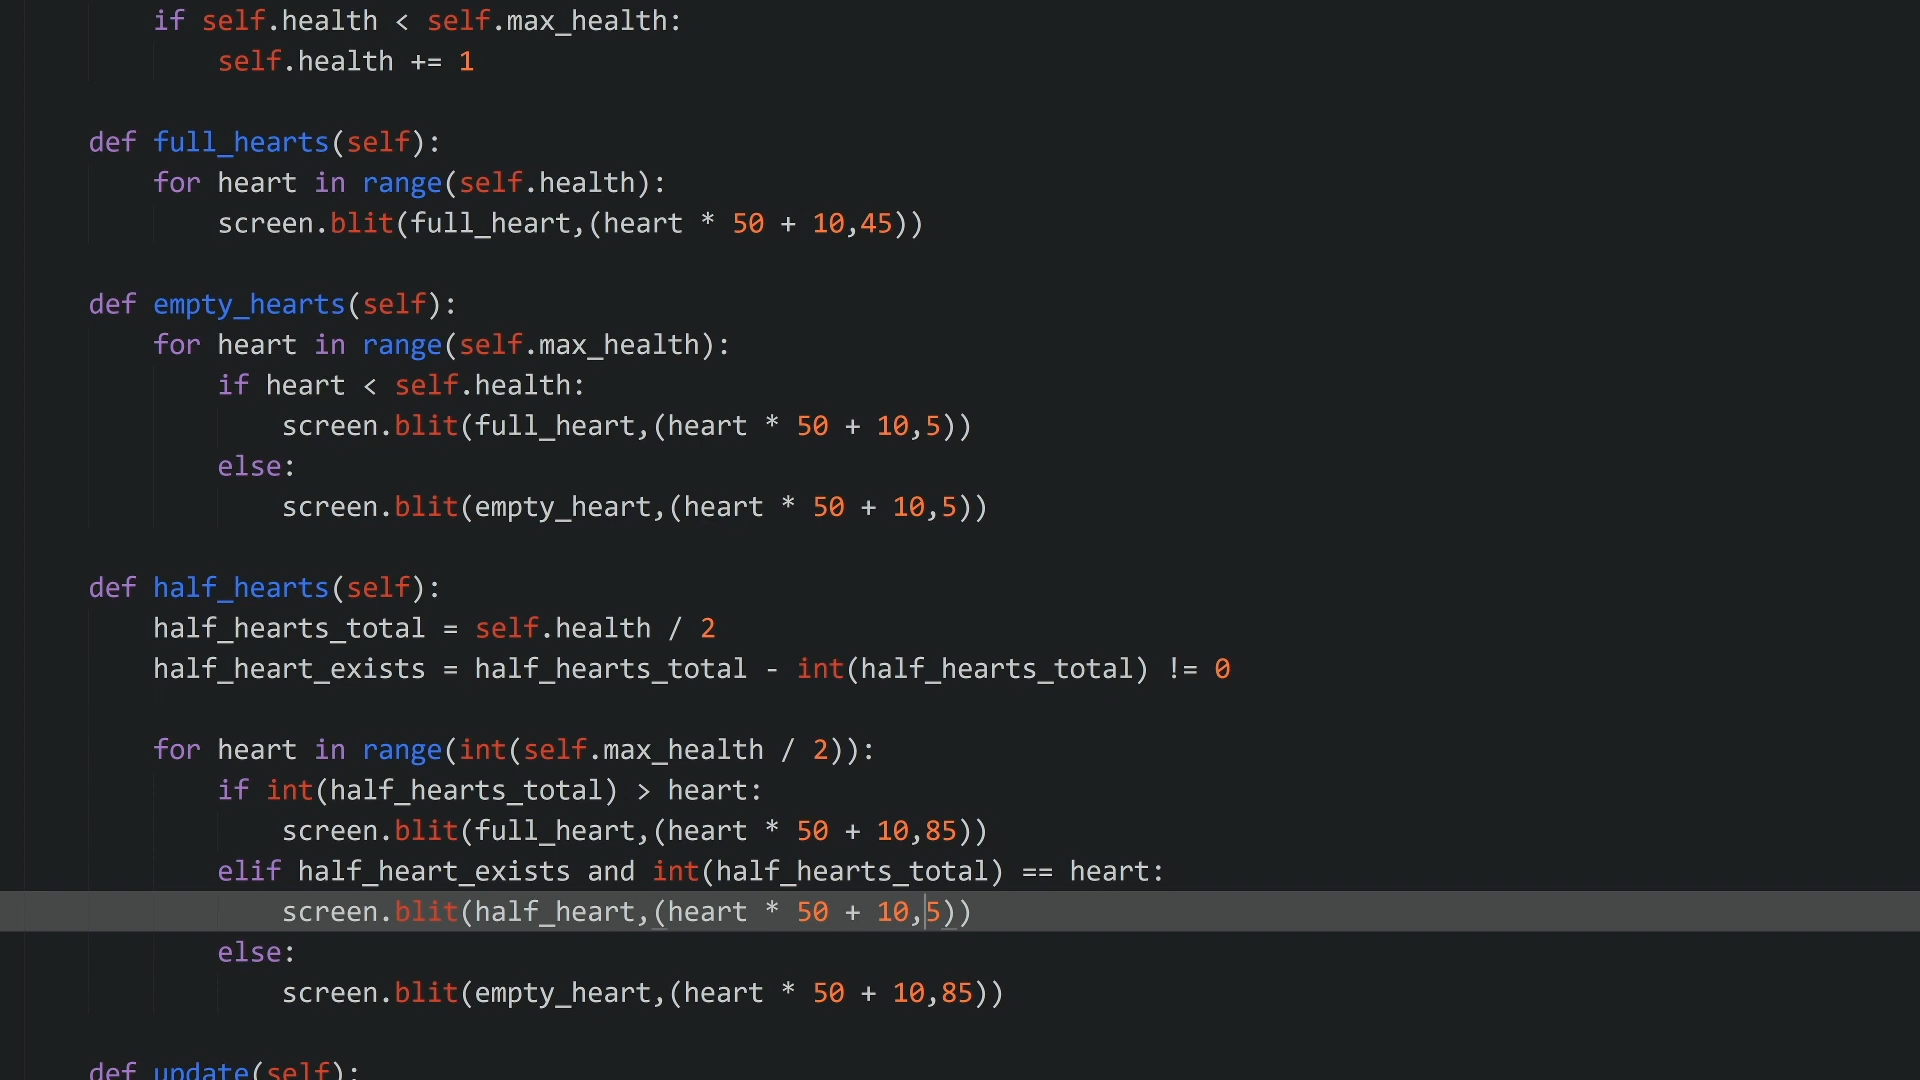 if self.health < self.max_health:
self.health += 1
def full_hearts(self):
for heart in range(self.health):
screen.blit(full_heart,(heart * 50 + 10,45))
def empty_hearts(self):
for heart in range(self.max_health):
if heart < self.health:
screen.blit(full_heart,(heart * 50 + 10,5))
else:
screen.blit(empty_heart,(heart * 50 + 10,5))
def half_hearts(self):
half_hearts_total = self.health / 2
half_heart_exists = half_hearts_total - int(half_hearts_total) != 0
for heart in range(int(self.max_health / 2)):
if int(half_hearts_total) > heart:
screen.blit(full_heart,(heart * 50 + 10,85))
elif half_heart_exists and int(half_hearts_total) == heart:
screen.blit(half_heart,(heart * 50 + 10,5))
else:
screen.blit(empty_heart,(heart * 50 + 10,85))
def update(self):